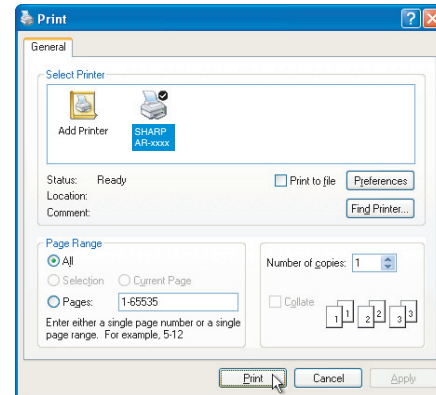 Print
General
Select Printer
Add Printer
SHARP
AR-xxxx
Status: Ready
Location:
Comment:
Print to file
Preferences
Find Printer...
Page Range
All
Selection
Current Page
Pages: 1-65535
Enter either a single page number or a single
page range. For example, 5-12
Number of copies: 1
Collate
1 1 2 2 3 3
Print
Cancel
Apply